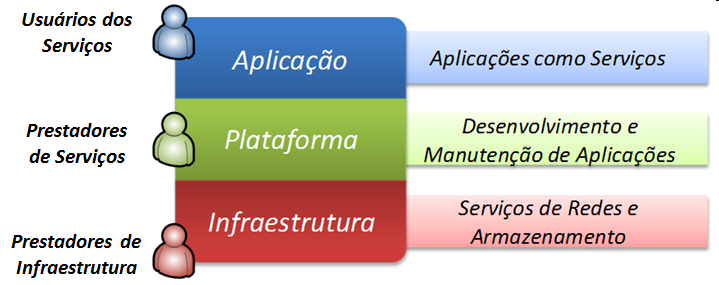 Usuários dos
Serviços
Aplicação
Aplicações como Serviços
Prestadores
de Serviços
Plataforma
Desenvolvimento e
Manutenção de Aplicações
Prestadores de
Infraestrutura
Infraestrutura
Serviços de Redes e
Armazenamento